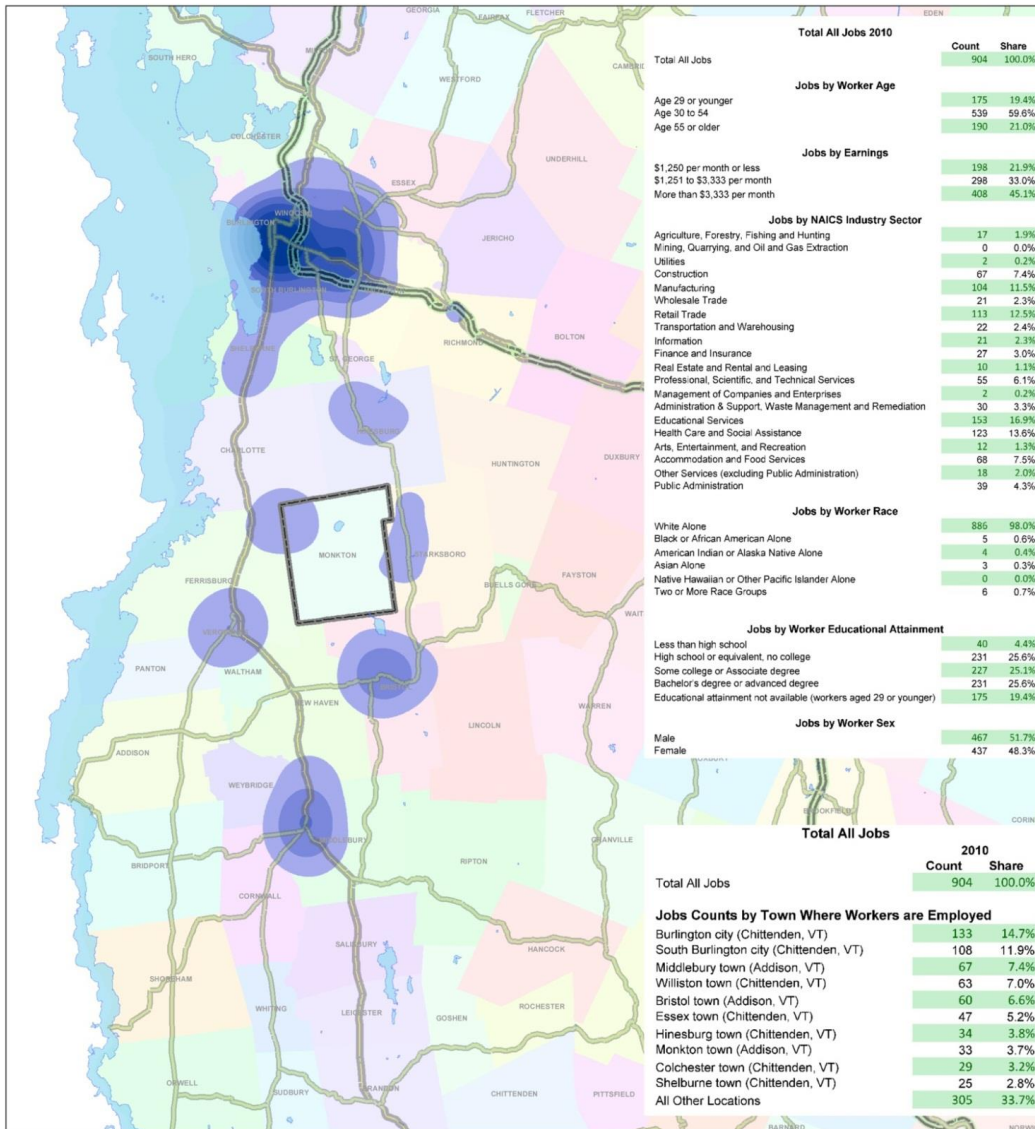 GEORGIA
FAIRFAX
FLETCHER
EDEN
SOUTH HERO
WESTFORD
COLCHESTER
UNDERHILL
ESSEX
JERICHO
SOUTH BURLINGTON
BOLTON
RICHMOND
SHELBURNE
ST. GEORGE
HINESBURG
CHARLOTTE
HUNTINGTON
DUXBURY
MONKTON
STARKSBORO
FERRISBURG
BUELLS GORE
FAYSTON
PANTON
WALTHAM
BRISTOL
NEW HAVEN
LINCOLN
WARREN
ADDISON
WEYBRIDGE
MIDDLEBURY
BRIDPORT
RIPTON
GRANVILLE
CORNWALL
SALISBURY
HANCOCK
SHOREHAM
WHITING
LEICESTER
GOSHEN
ROCHESTER
ORWELL
SUDBURY
BRANDON
CHITTENDEN
PITTSFIELD
BROOKFIELD
BARNARD
Total All Jobs 2010
Count Share
Total All Jobs 904 100.0%
Jobs by Worker Age
Age 29 or younger 175 19.4%
Age 30 to 54 539 59.6%
Age 55 or older 190 21.0%
Jobs by Earnings
$1,250 per month or less 198 21.9%
$1,251 to $3,333 per month 298 33.0%
More than $3,333 per month 408 45.1%
Jobs by NAICS Industry Sector
Agriculture, Forestry, Fishing and Hunting 17 1.9%
Mining, Quarrying, and Oil and Gas Extraction 0 0.0%
Utilities 2 0.2%
Construction 67 7.4%
Manufacturing 104 11.5%
Wholesale Trade 21 2.3%
Retail Trade 113 12.5%
Transportation and Warehousing 22 2.4%
Information 21 2.3%
Finance and Insurance 27 3.0%
Real Estate and Rental and Leasing 10 1.1%
Professional, Scientific, and Technical Services 55 6.1%
Management of Companies and Enterprises 2 0.2%
Administration & Support, Waste Management and Remediation 30 3.3%
Educational Services 153 16.9%
Health Care and Social Assistance 123 13.6%
Arts, Entertainment, and Recreation 12 1.3%
Accommodation and Food Services 68 7.5%
Other Services (excluding Public Administration) 18 2.0%
Public Administration 39 4.3%
Jobs by Worker Race
White Alone 886 98.0%
Black or African American Alone 5 0.6%
American Indian or Alaska Native Alone 4 0.4%
Asian Alone 3 0.3%
Native Hawaiian or Other Pacific Islander Alone 0 0.0%
Two or More Race Groups 6 0.7%
Jobs by Worker Educational Attainment
Less than high school 40 4.4%
High school or equivalent, no college 231 25.6%
Some college or Associate degree 227 25.1%
Bachelor's degree or advanced degree 231 25.6%
Educational attainment not available (workers aged 29 or younger) 175 19.4%
Jobs by Worker Sex
Male 467 51.7%
Female 437 48.3%
Total All Jobs
2010
Count Share
Total All Jobs 904 100.0%
Jobs Counts by Town Where Workers are Employed
Burlington city (Chittenden, VT) 133 14.7%
South Burlington city (Chittenden, VT) 108 11.9%
Middlebury town (Addison, VT) 67 7.4%
Williston town (Chittenden, VT) 63 7.0%
Bristol town (Addison, VT) 60 6.6%
Essex town (Chittenden, VT) 47 5.2%
Hinesburg town (Chittenden, VT) 34 3.8%
Monkton town (Addison, VT) 33 3.7%
Colchester town (Chittenden, VT) 29 3.2%
Shelburne town (Chittenden, VT) 25 2.8%
All Other Locations 305 33.7%